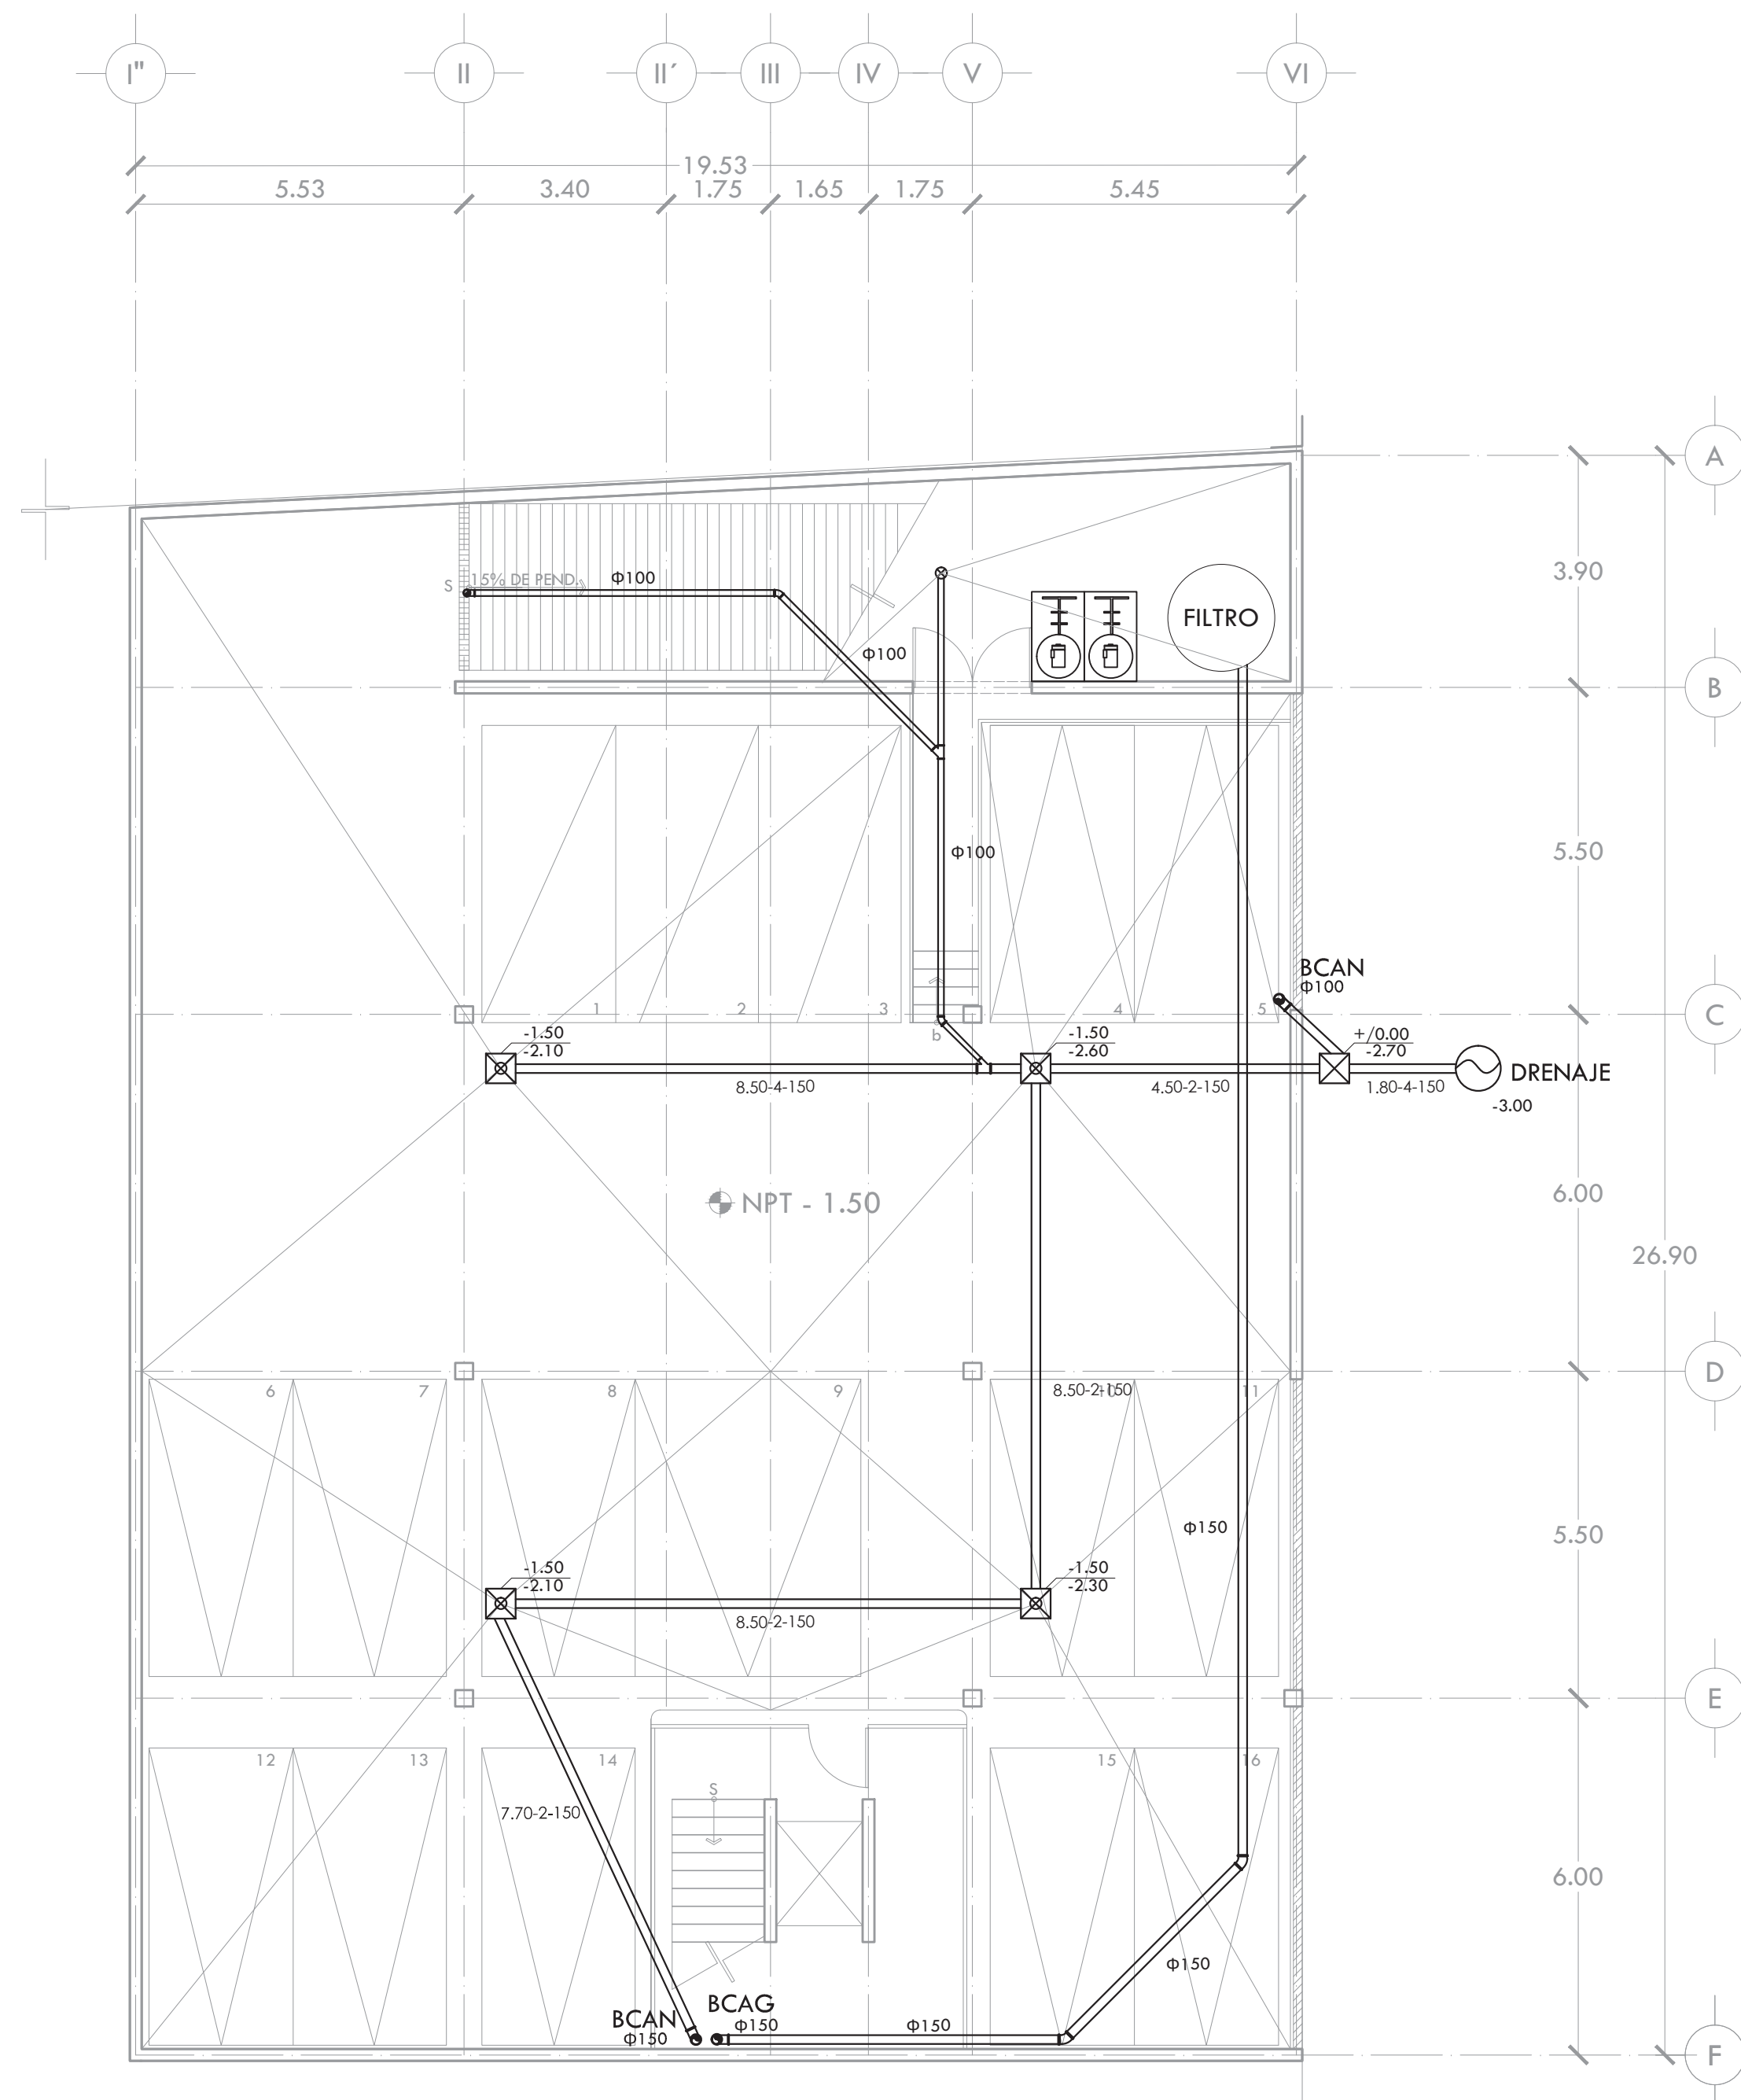 I"
II
II´
III
IV
V
VI
19.53
5.53
3.40
1.75
1.65
1.75
5.45
A
3.90
S
15% DE PEND.
Φ100
FILTRO
Φ100
B
5.50
Φ100
BCAN
Φ100
1
2
3
4
5
C
b
-1.50
-2.10
-1.50
-2.60
+/0.00
-2.70
8.50-4-150
4.50-2-150
1.80-4-150
DRENAJE
-3.00
NPT - 1.50
6.00
26.90
D
6
7
8
9
8.50-2-150
10
11
Φ150
5.50
-1.50
-2.10
-1.50
-2.30
8.50-2-150
E
12
13
14
15
16
S
7.70-2-150
6.00
Φ150
BCAN
Φ150
BCAG
Φ150
Φ150
F